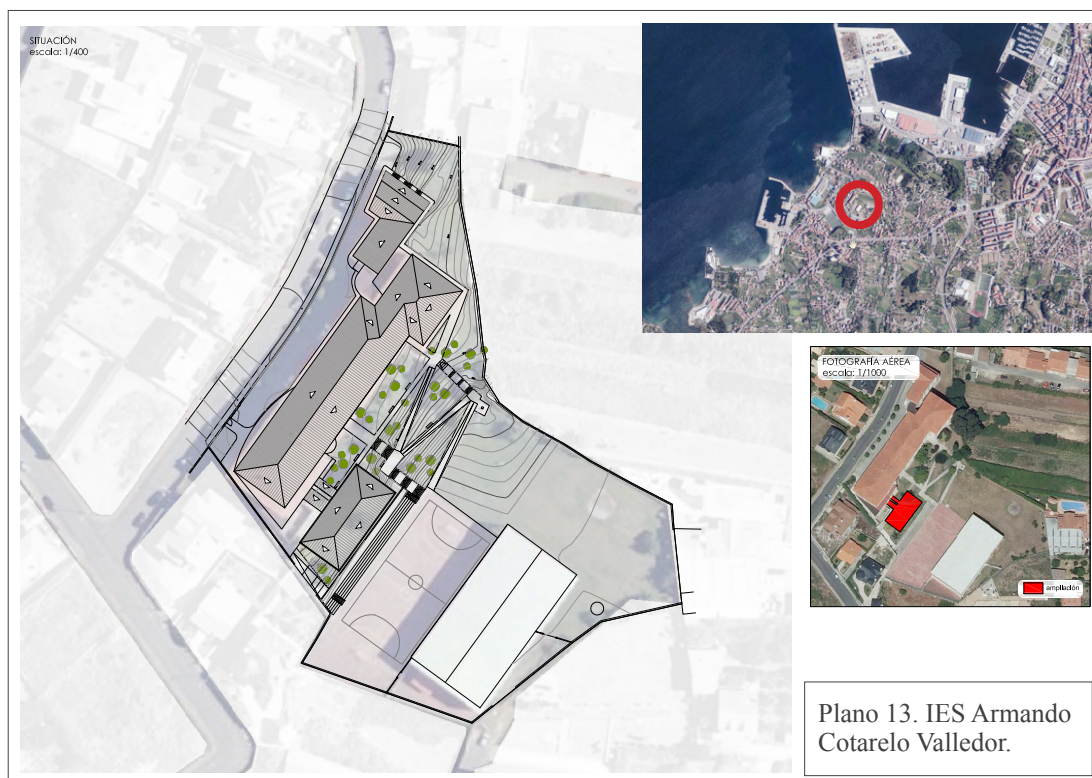 SITUACIÓN
escala: 1/400
FOTOGRAFÍA AÉREA
escala: 1/1000
ampliación
Plano 13. IES Armando
Cotarelo Valledor.